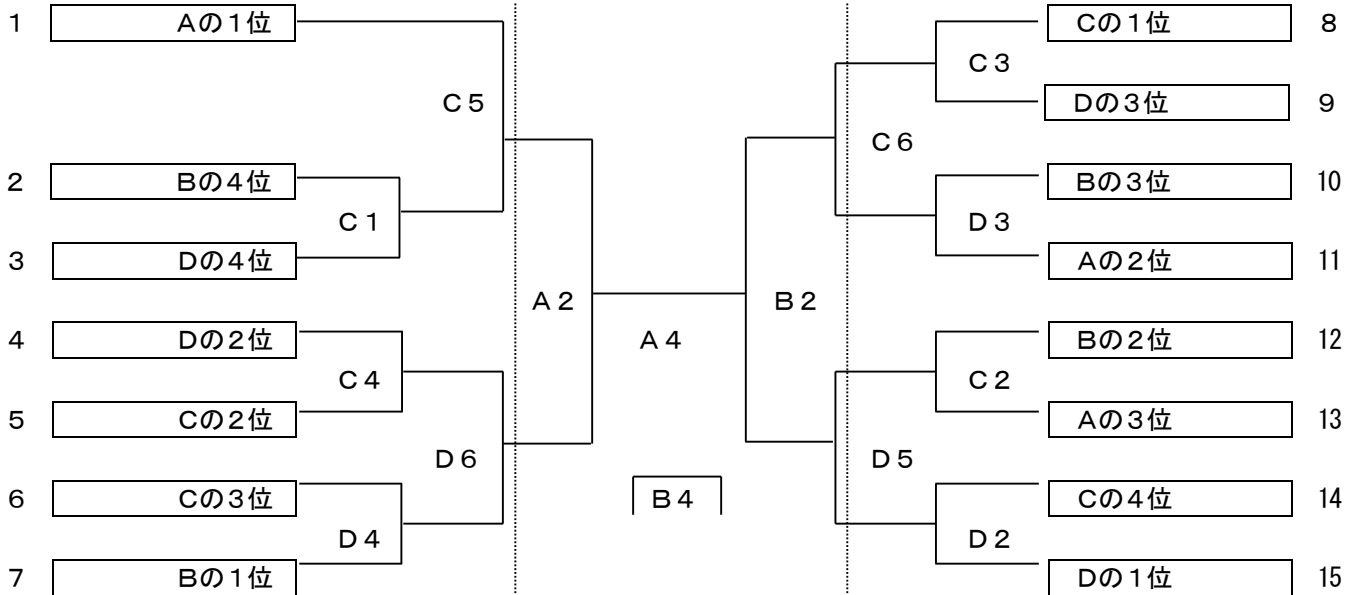 1 Aの1位 Cの1位 8
C3
C5 Dの3位 9
C6
2 Bの4位 Bの3位 10
C1 D3
3 Dの4位 Aの2位 11
A2 B2
4 Dの2位 A4 Bの2位 12
C4 C2
5 Cの2位 Aの3位 13
D6 D5
6 Cの3位 B4 Cの4位 14
D4 D2
7 Bの1位 Dの1位 15